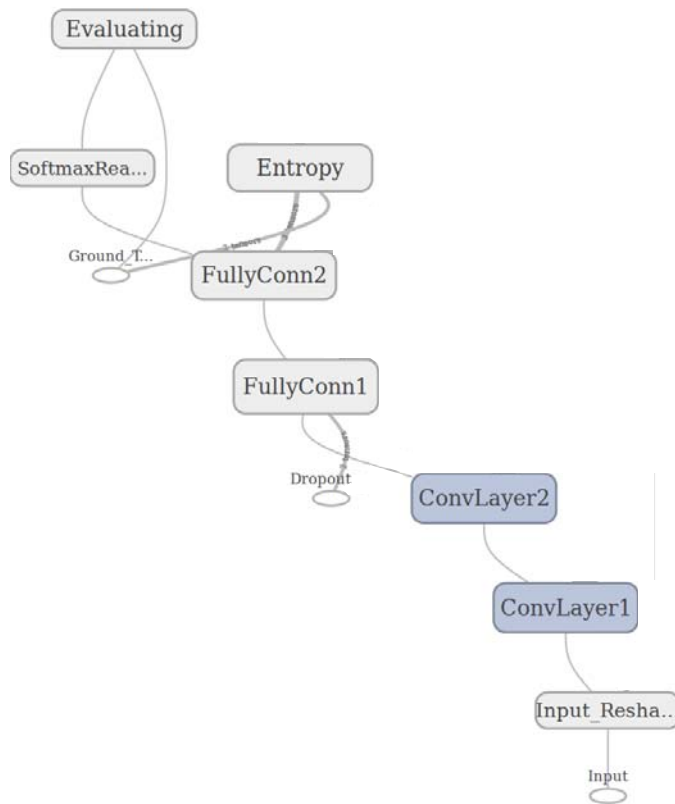 Evaluating
SoftmaxRea...
Entropy
Ground_T...
FullyConn2
FullyConn1
Dropout
ConvLayer2
ConvLayer1
Input_Resha...
Input